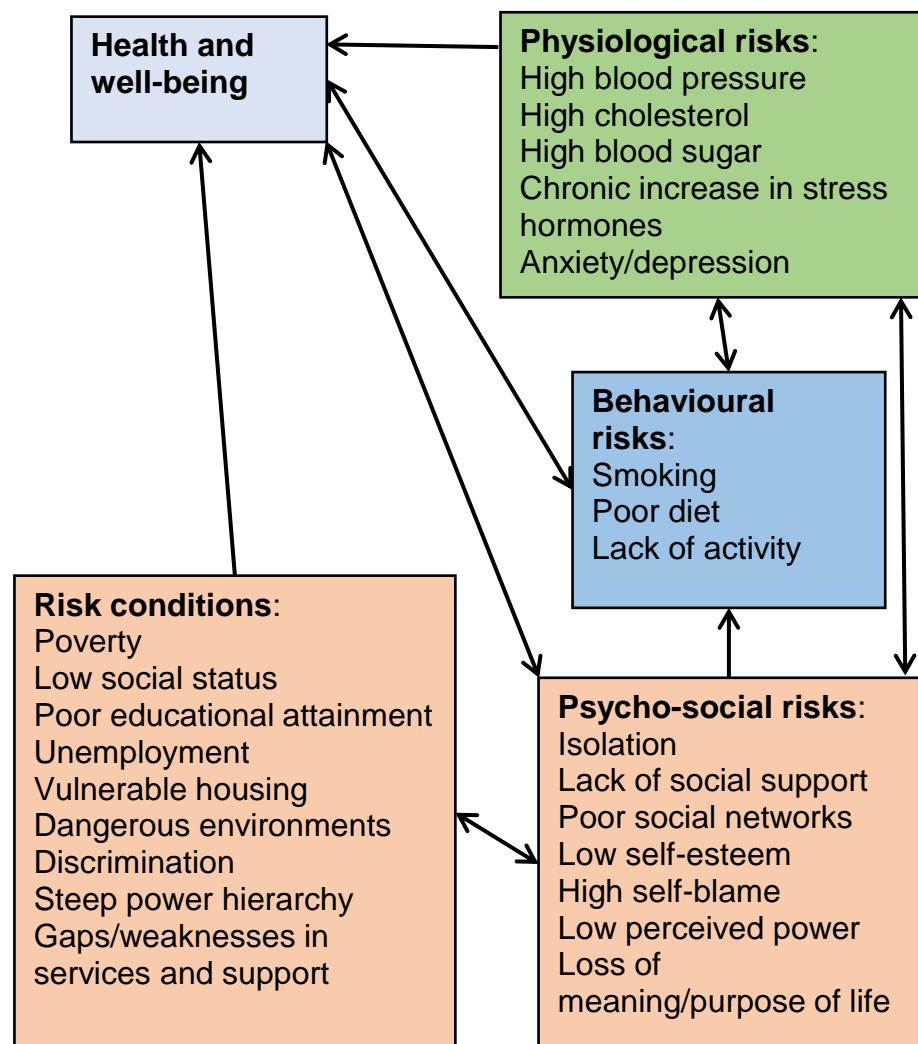 Health and
well-being
Physiological risks:
High blood pressure
High cholesterol
High blood sugar
Chronic increase in stress
hormones
Anxiety/depression
Behavioural
risks:
Smoking
Poor diet
Lack of activity
Risk conditions:
Poverty
Low social status
Poor educational attainment
Unemployment
Vulnerable housing
Dangerous environments
Discrimination
Steep power hierarchy
Gaps/weaknesses in
services and support
Psycho-social risks:
Isolation
Lack of social support
Poor social networks
Low self-esteem
High self-blame
Low perceived power
Loss of
meaning/purpose of life